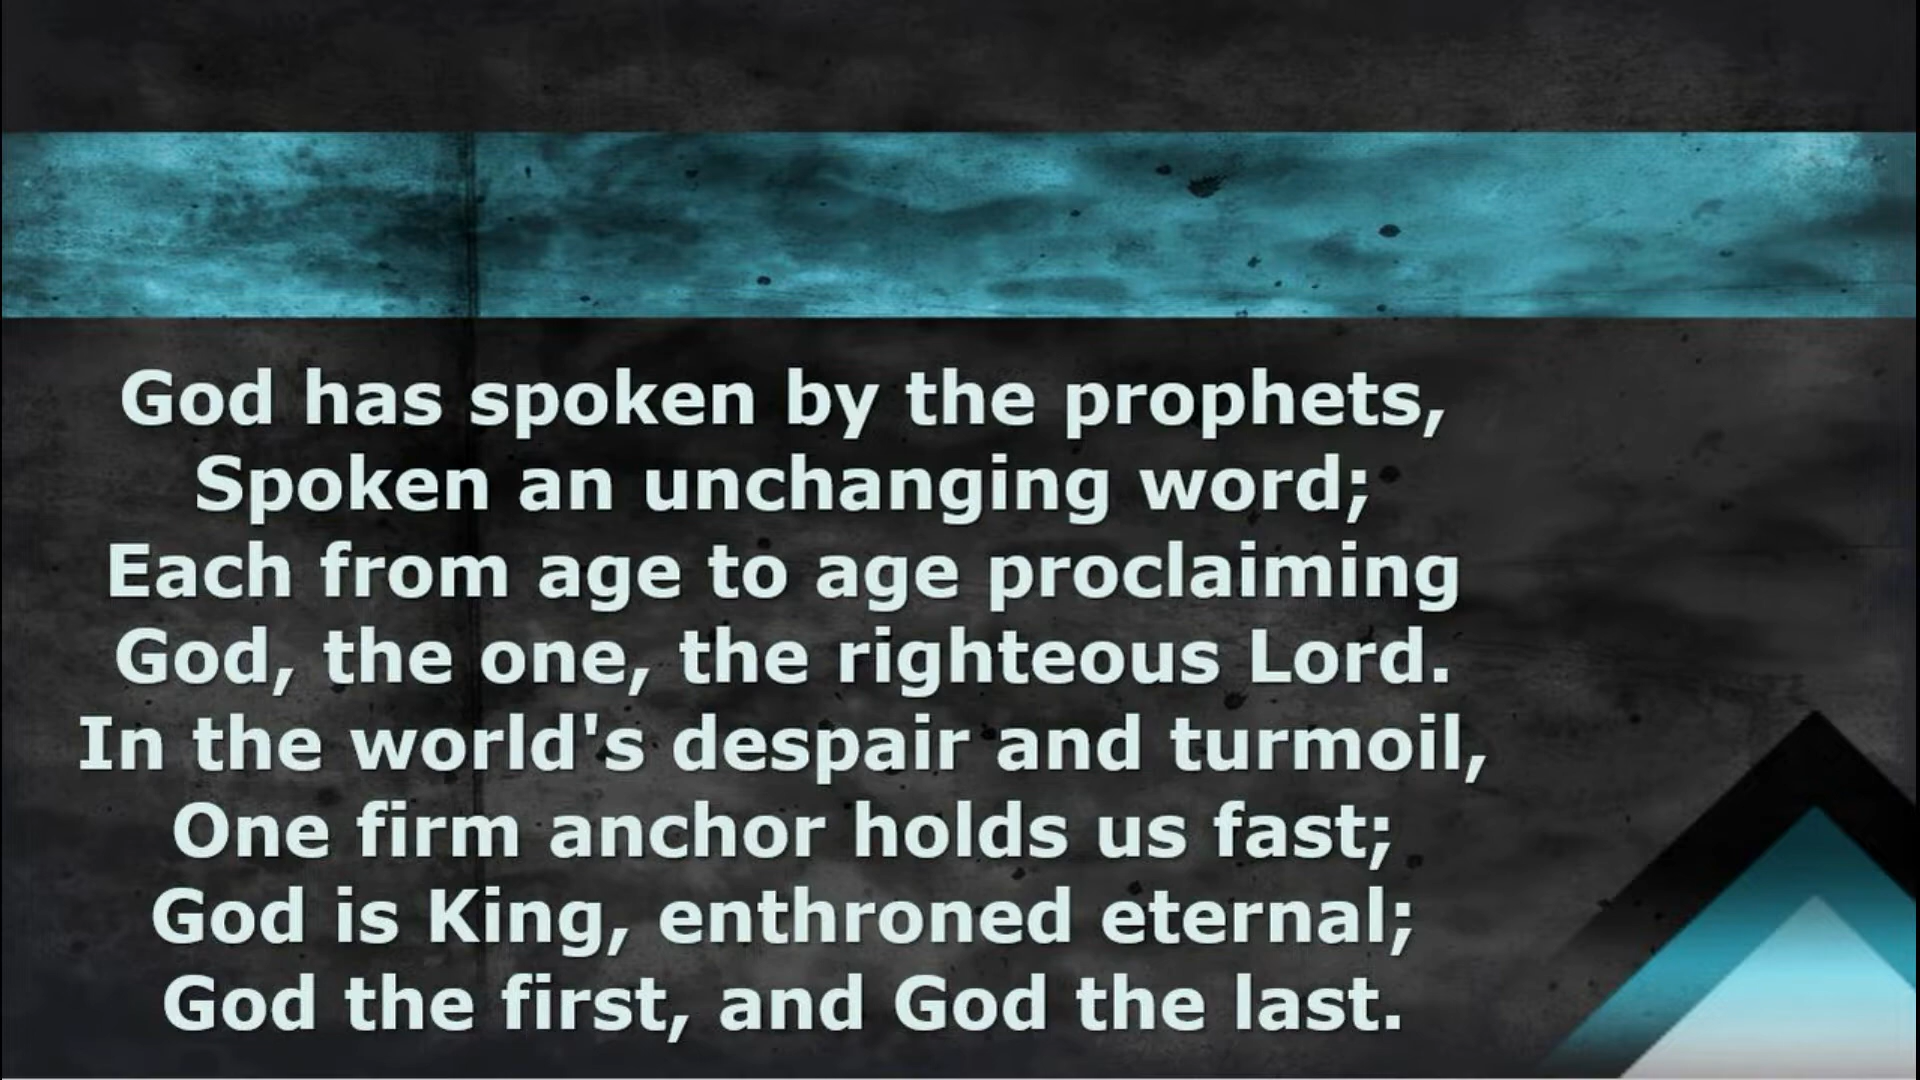 God has spoken by the prophets,
Spoken an unchanging word;
Each from age to age proclaiming
God, the one, the righteous Lord.
In the world's despair and turmoil,
One firm anchor holds us fast;
God is King, enthroned eternal;
God the first, and God the last.